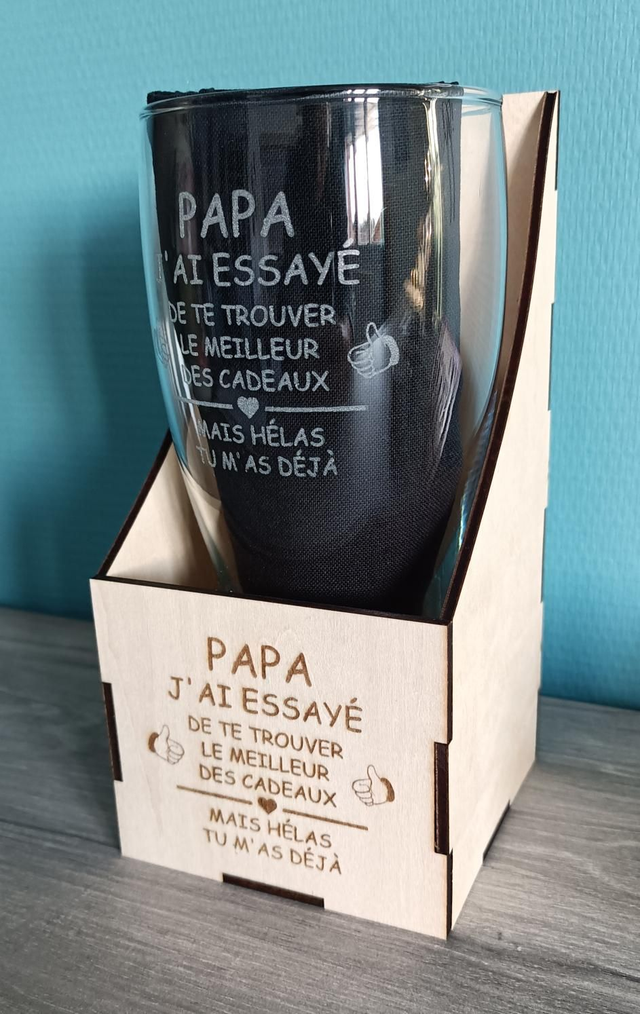 PAPA
J'AI ESSAYÉ
DE TE TROUVER
LE MEILLEUR
DES CADEAUX
MAIS HÉLAS
TU M'AS DÉJÀ
PAPA
J'AI ESSAYÉ
DE TE TROUVER
LE MEILLEUR
DES CADEAUX
MAIS HÉLAS
TU M'AS DÉJÀ